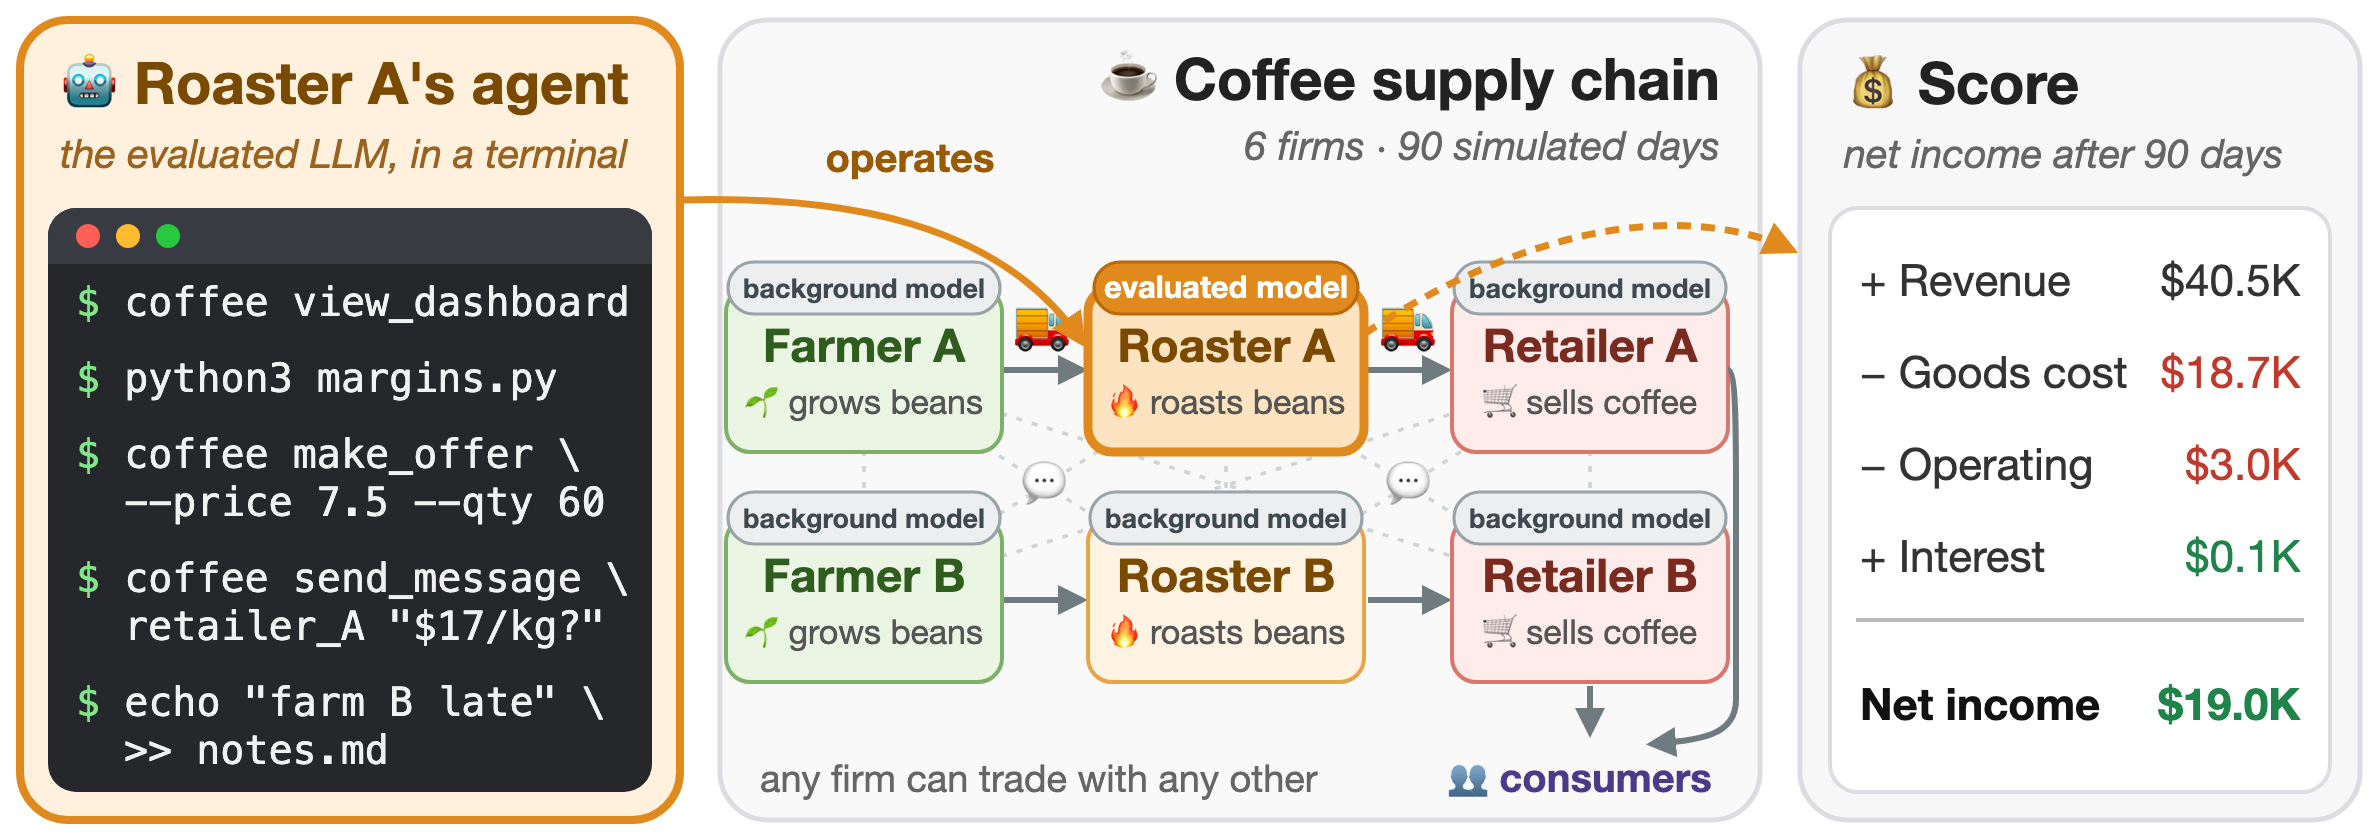 Roaster A's agent
the evaluated LLM, in a terminal
$ coffee view_dashboard
$ python3 margins.py
$ coffee make_offer \
--price 7.5 --qty 60
$ coffee send_message \
retailer_A "$17/kg?"
$ echo "farm B late" \
>> notes.md
operates
Coffee supply chain
6 firms · 90 simulated days
background model
Farmer A
grows beans
evaluated model
Roaster A
roasts beans
background model
Retailer A
sells coffee
background model
Farmer B
grows beans
background model
Roaster B
roasts beans
background model
Retailer B
sells coffee
any firm can trade with any other
consumers
Score
net income after 90 days
+ Revenue $40.5K
− Goods cost $18.7K
− Operating $3.0K
+ Interest $0.1K
Net income $19.0K